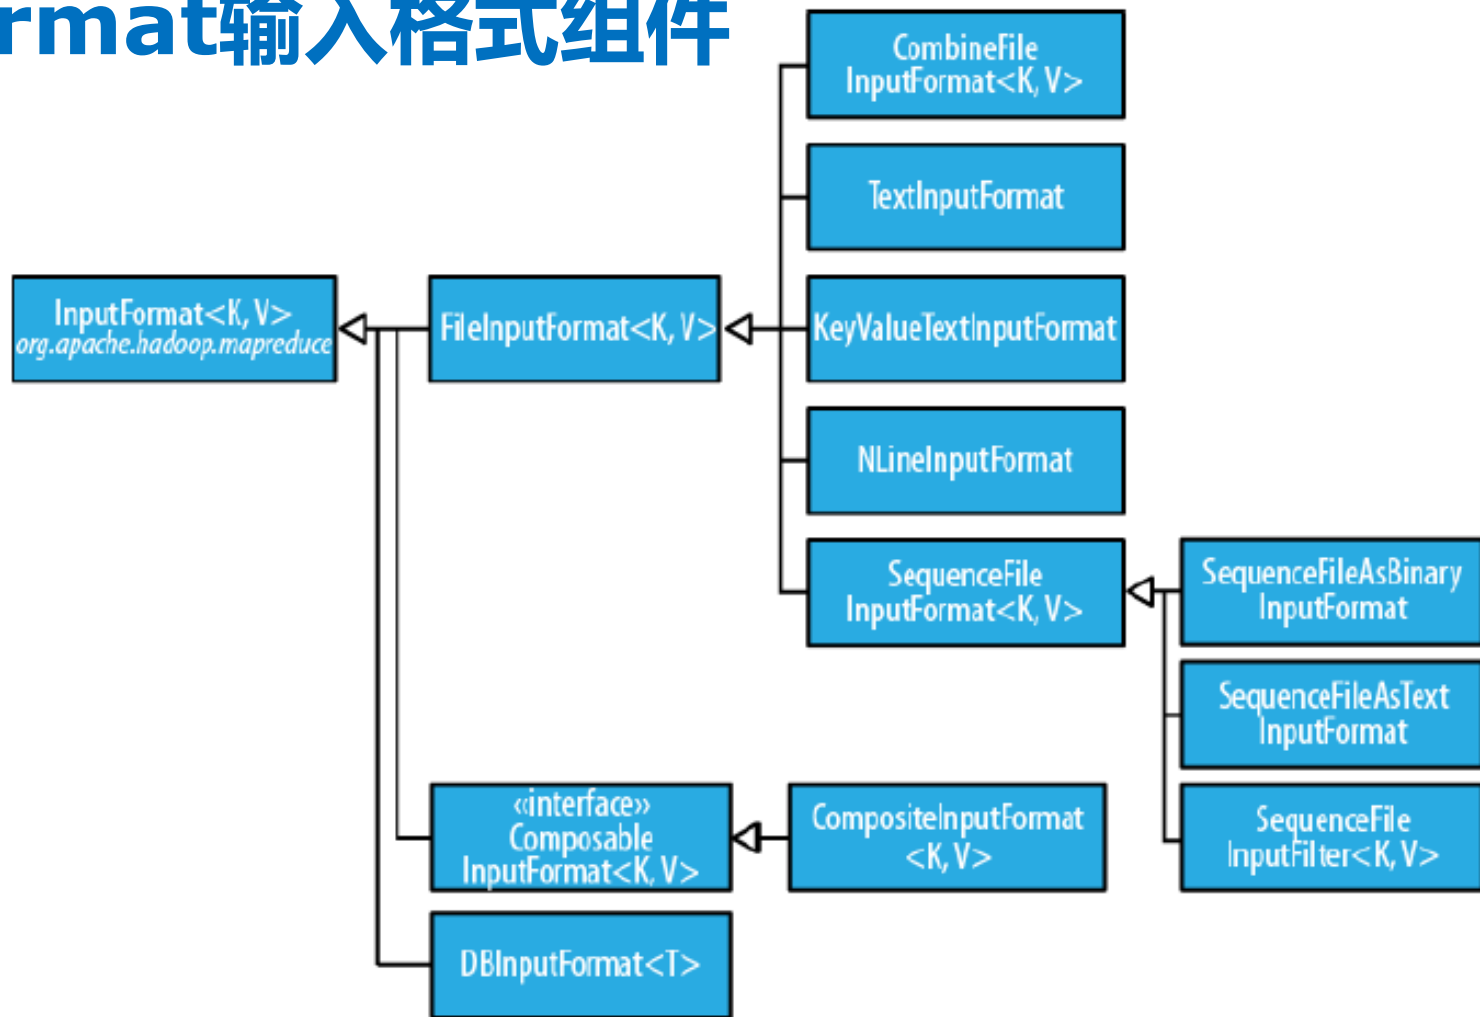 rmat输入格式组件
CombineFile
InputFormat<K, V>
TextInputFormat
InputFormat<K, V>
org.apache.hadoop.mapreduce
FileInputFormat<K, V>
KeyValueTextInputFormat
NLineInputFormat
SequenceFile
InputFormat<K, V>
SequenceFileAsBinary
InputFormat
SequenceFileAsText
InputFormat
«interface»
Composable
InputFormat<K, V>
CompositeInputFormat
<K, V>
SequenceFile
InputFilter<K, V>
DBInputFormat<T>